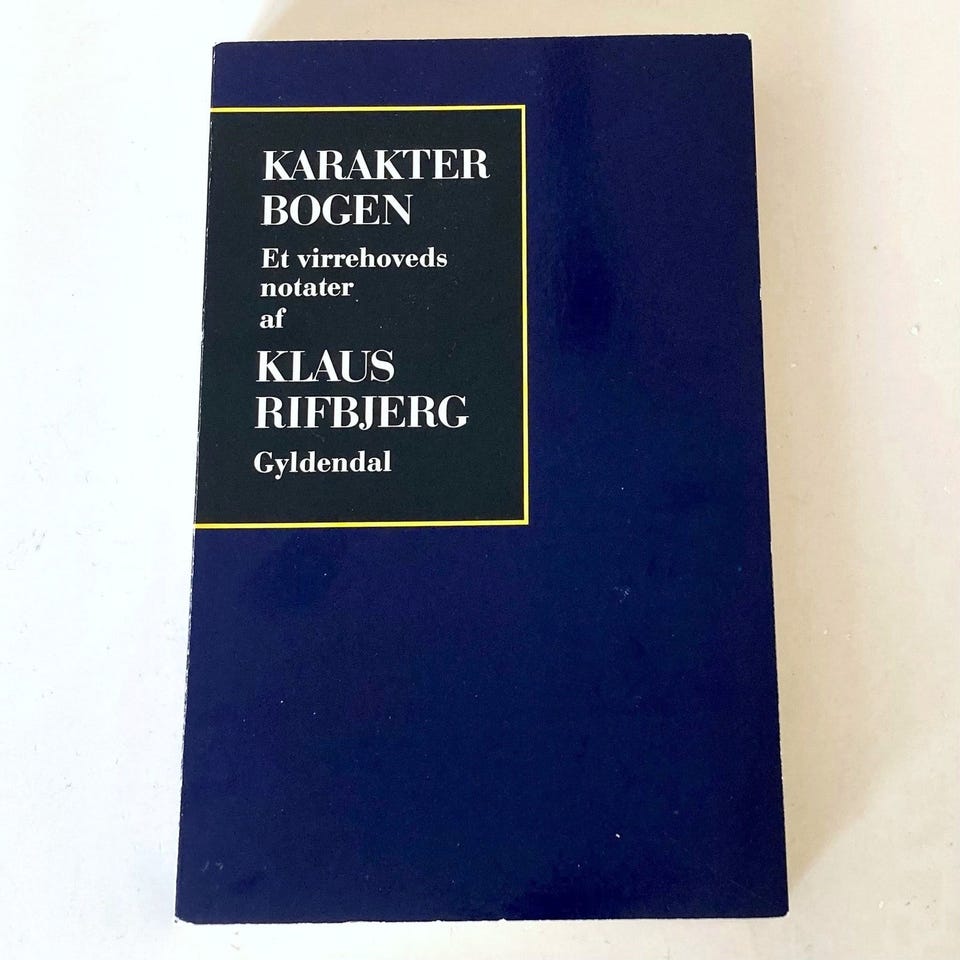 KARAKTER
BOGEN
Et virrehoveds
notater
af
KLAUS
RIFBJERG
Gyldendal